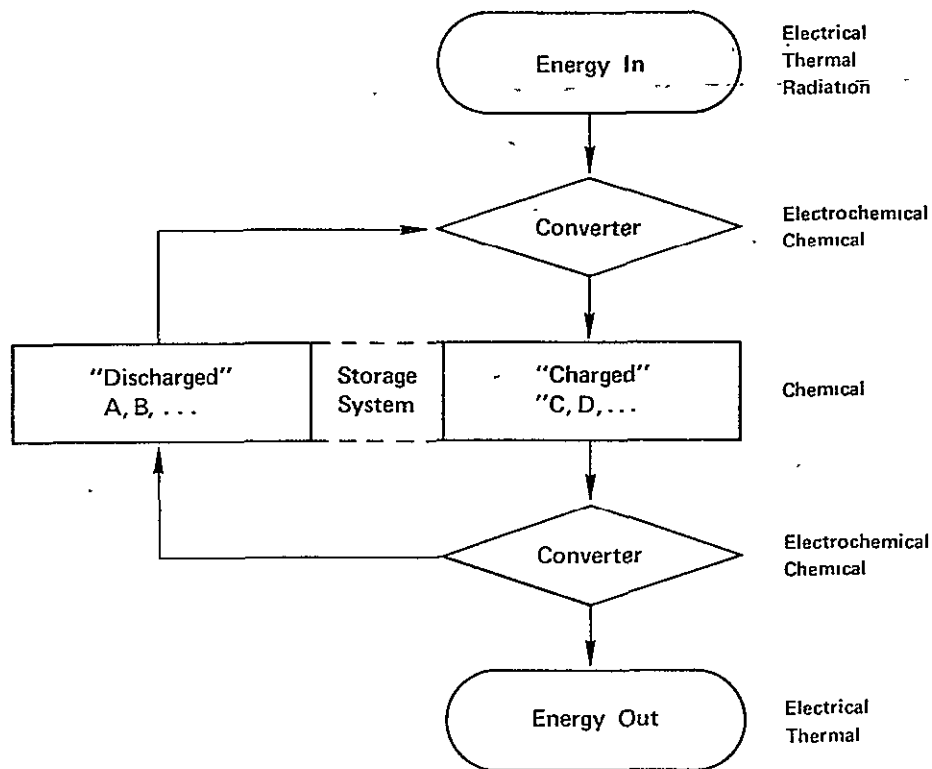 Energy In
Electrical
Thermal
Radiation
Converter
Electrochemical
Chemical
"Discharged"
A, B, . . .
Storage
System
"Charged"
"C, D, . . .
Chemical
Converter
Electrochemical
Chemical
Energy Out
Electrical
Thermal